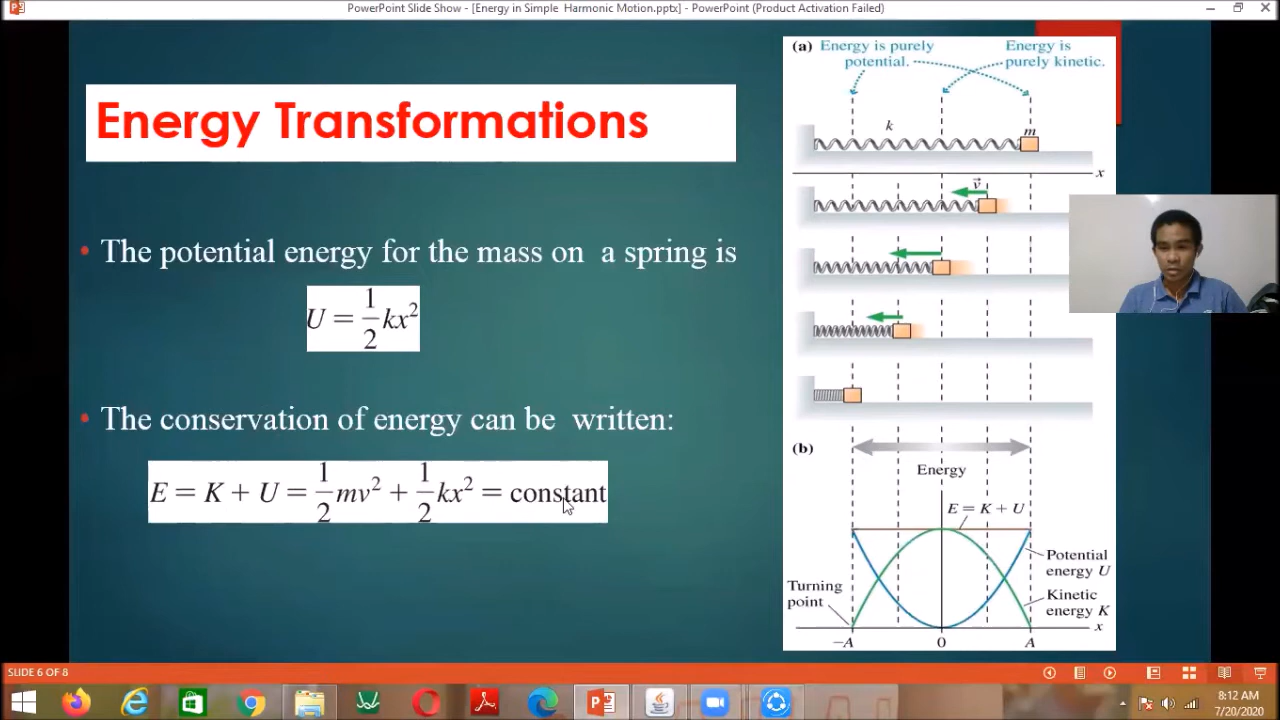 PowerPoint Slide Show - [Energy in Simple Harmonic Motion.pptx] - PowerPoint (Product Activation Failed)
Energy Transformations
• The potential energy for the mass on a spring is
U = 1/2 kx²
• The conservation of energy can be written:
E = K + U = 1/2 mv² + 1/2 kx² = constant
(a) Energy is purely potential.
Energy is purely kinetic.
k
m
x
v⃗
(b)
Energy
E = K + U
Potential
energy U
Turning
point
Kinetic
energy K
x
−A
0
A
SLIDE 6 OF 8
8:12 AM
7/20/2020